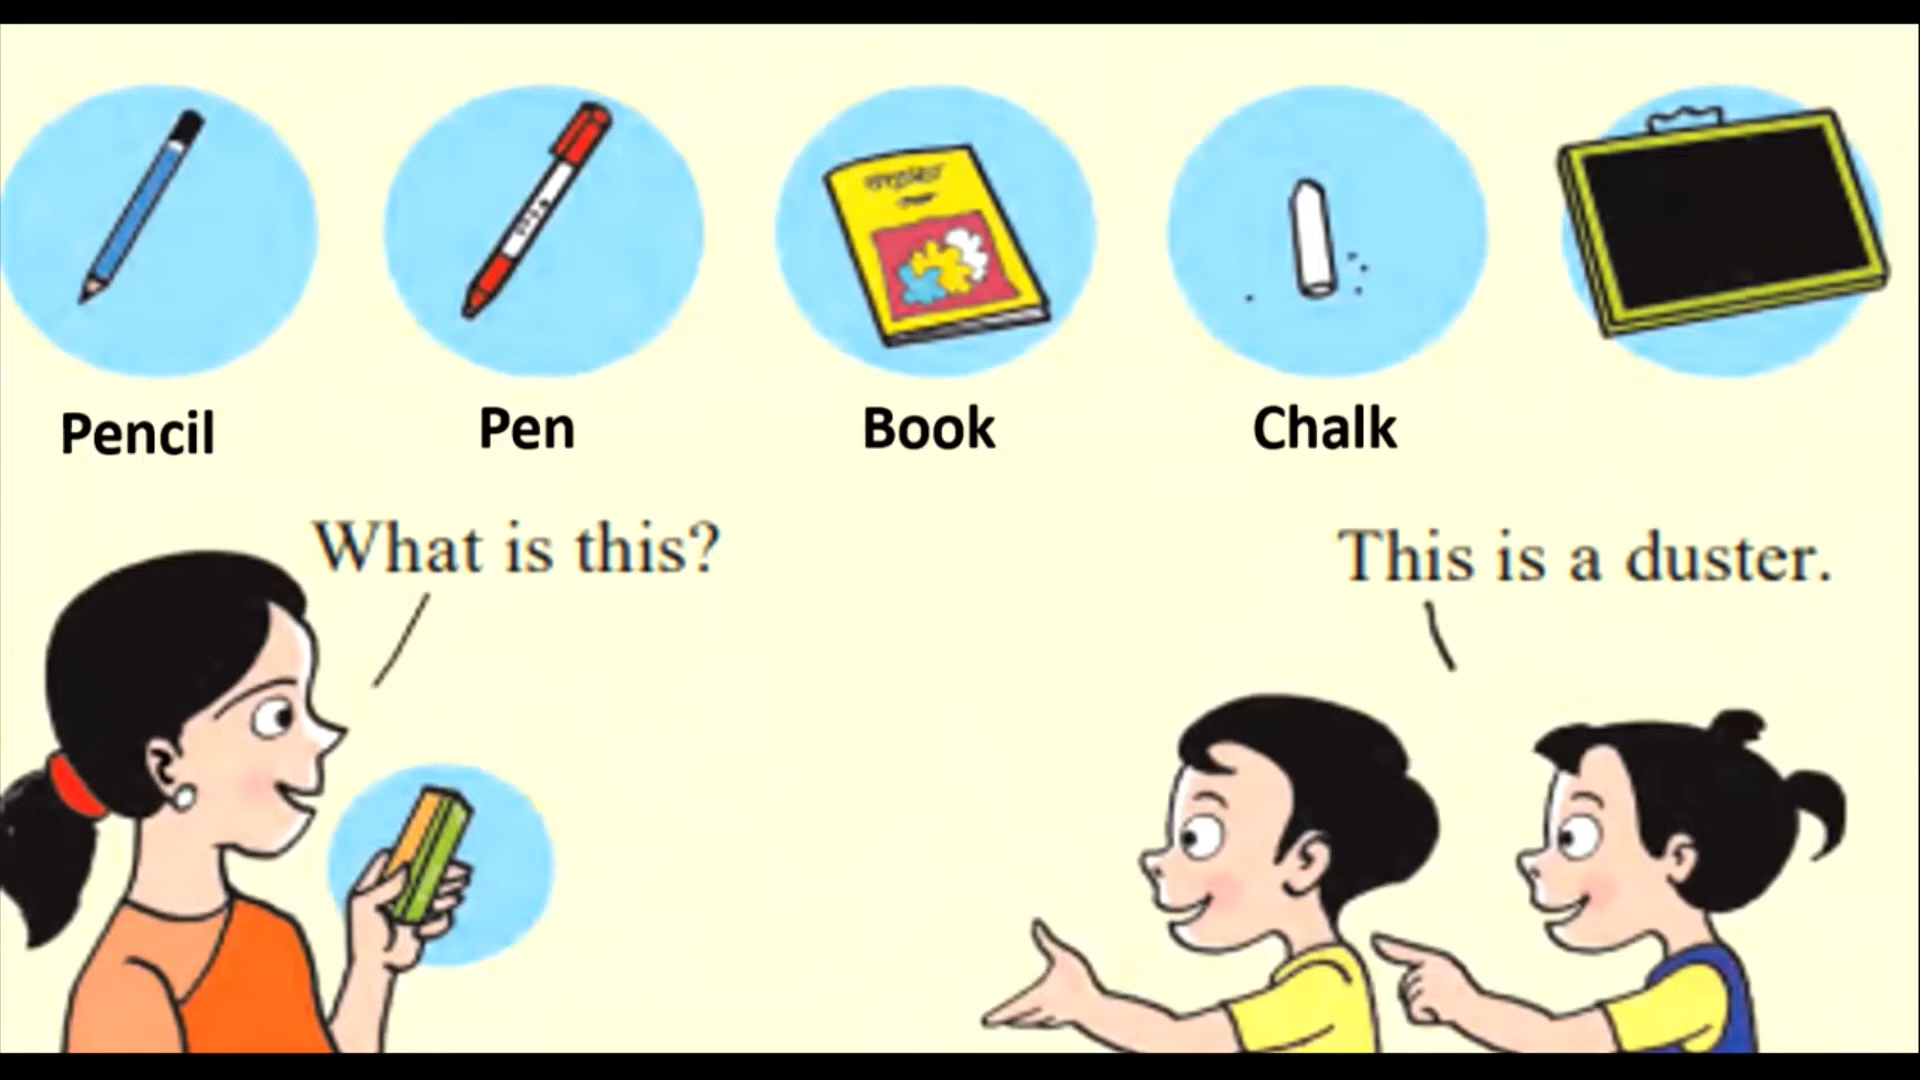 Pencil
Pen
Book
Chalk
What is this?
This is a duster.